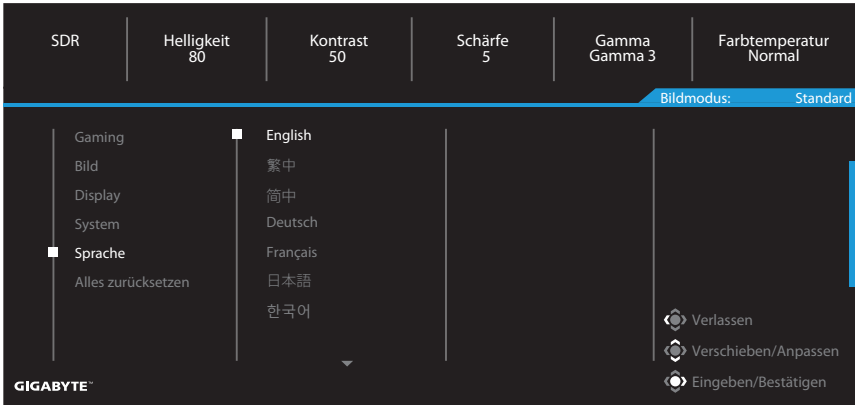 SDR
Helligkeit
80
Kontrast
50
Schärfe
5
Gamma
Gamma 3
Farbtemperatur
Normal
Bildmodus: Standard
Gaming
Bild
Display
System
Sprache
Alles zurücksetzen
English
繁中
简中
Deutsch
Français
日本語
한국어
Verlassen
Verschieben/Anpassen
Eingeben/Bestätigen
GIGABYTE™